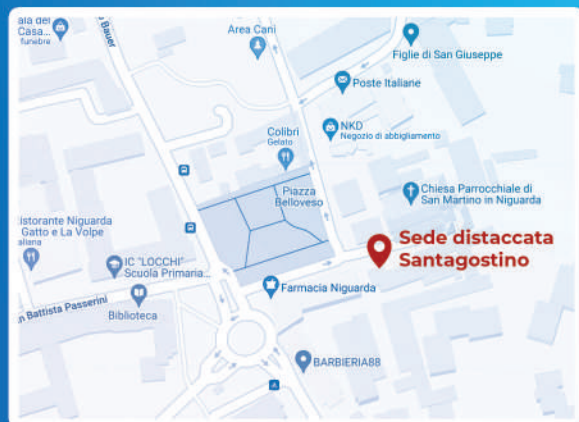 ala del
Casa...
funebre
o Bauer
Area Cani
Figlie di San Giuseppe
Poste Italiane
NKD
Negozio di abbigliamento
Colibrì
Gelato
Piazza
Belloveso
Chiesa Parrocchiale di
San Martino in Niguarda
Sede distaccata
Santagostino
istorante Niguarda
Gatto e La Volpe
aliana
IC "LOCCHI"
Scuola Primaria...
n Battista Passerini
Biblioteca
Farmacia Niguarda
BARBIERIA88